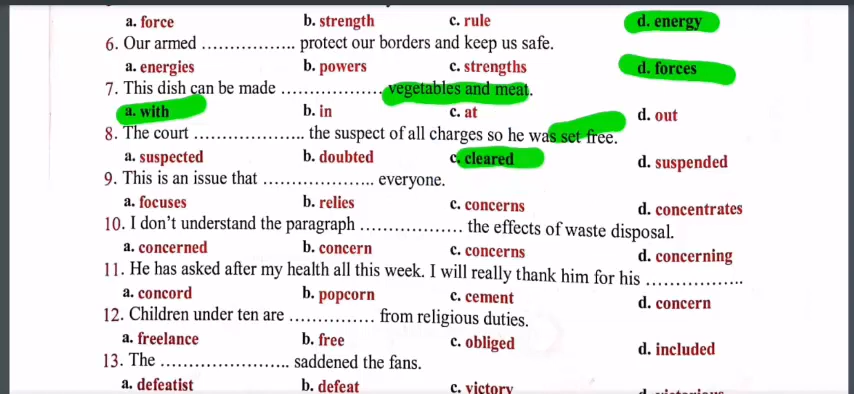 a. force b. strength c. rule d. energy
6. Our armed ................ protect our borders and keep us safe.
a. energies b. powers c. strengths d. forces
7. This dish can be made .................. vegetables and meat.
a. with b. in c. at d. out
8. The court .................... the suspect of all charges so he was set free.
a. suspected b. doubted c. cleared d. suspended
9. This is an issue that .................... everyone.
a. focuses b. relies c. concerns d. concentrates
10. I don't understand the paragraph .................. the effects of waste disposal.
a. concerned b. concern c. concerns d. concerning
11. He has asked after my health all this week. I will really thank him for his .................
a. concord b. popcorn c. cement d. concern
12. Children under ten are ............... from religious duties.
a. freelance b. free c. obliged d. included
13. The ....................... saddened the fans.
a. defeatist b. defeat c. victory